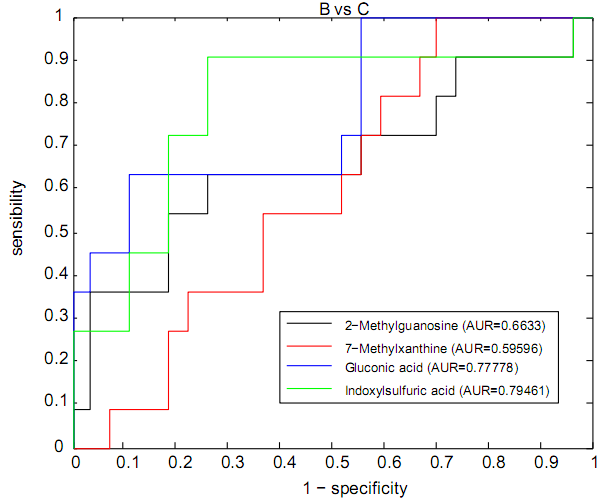 B vs C
1
0.9
0.8
0.7
0.6
0.5
0.4
0.3
0.2
0.1
0
sensibility
2−Methylguanosine (AUR=0.6633)
7−Methylxanthine (AUR=0.59596)
Gluconic acid (AUR=0.77778)
Indoxylsulfuric acid (AUR=0.79461)
0 0.1 0.2 0.3 0.4 0.5 0.6 0.7 0.8 0.9 1
1 − specificity